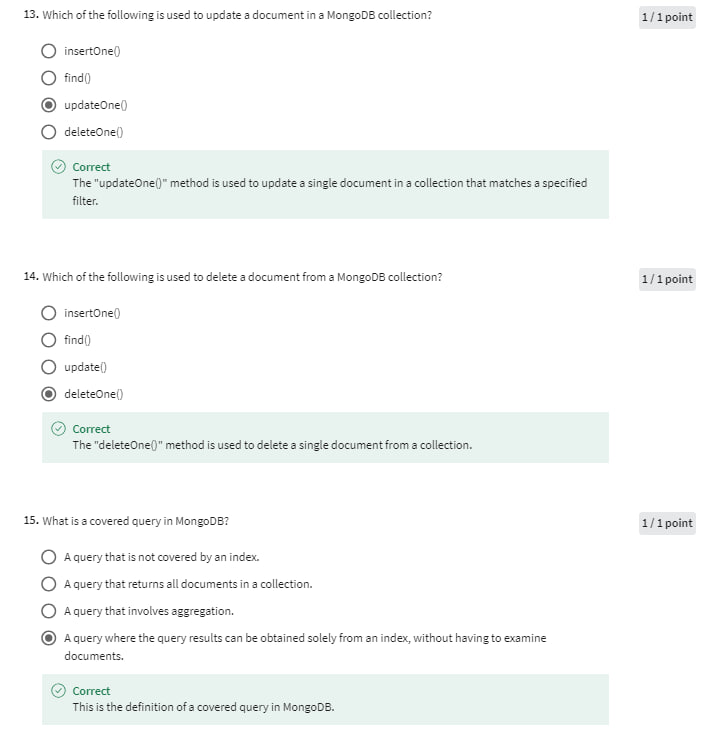 13. Which of the following is used to update a document in a MongoDB collection?
1 / 1 point
insertOne()
find()
updateOne()
deleteOne()
Correct
The "updateOne()" method is used to update a single document in a collection that matches a specified
filter.
14. Which of the following is used to delete a document from a MongoDB collection?
1 / 1 point
insertOne()
find()
update()
deleteOne()
Correct
The "deleteOne()" method is used to delete a single document from a collection.
15. What is a covered query in MongoDB?
1 / 1 point
A query that is not covered by an index.
A query that returns all documents in a collection.
A query that involves aggregation.
A query where the query results can be obtained solely from an index, without having to examine
documents.
Correct
This is the definition of a covered query in MongoDB.